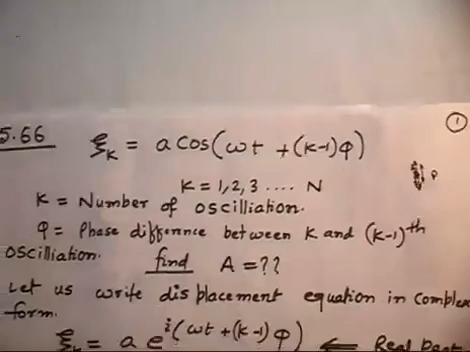 ①
5.66 ξₖ = a cos(ωt + (k-1)φ)
k = 1, 2, 3 .... N
K = Number of oscilliation.
φ = Phase difference between K and (k-1)ᵗʰ
oscilliation.
find A = ??
Let us write displacement equation in complex
form.
ξₖ = a e^i(ωt + (k-1)φ) ⇐ Real part